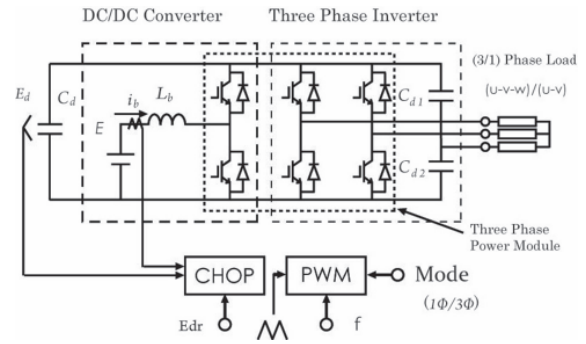 DC/DC Converter
Three Phase Inverter
(3/1) Phase Load
(u-v-w)/(u-v)
Ed
Cd
ib
Lb
E
Cd1
Cd2
Three Phase
Power Module
CHOP
PWM
Mode
(1Φ/3Φ)
Edr
f